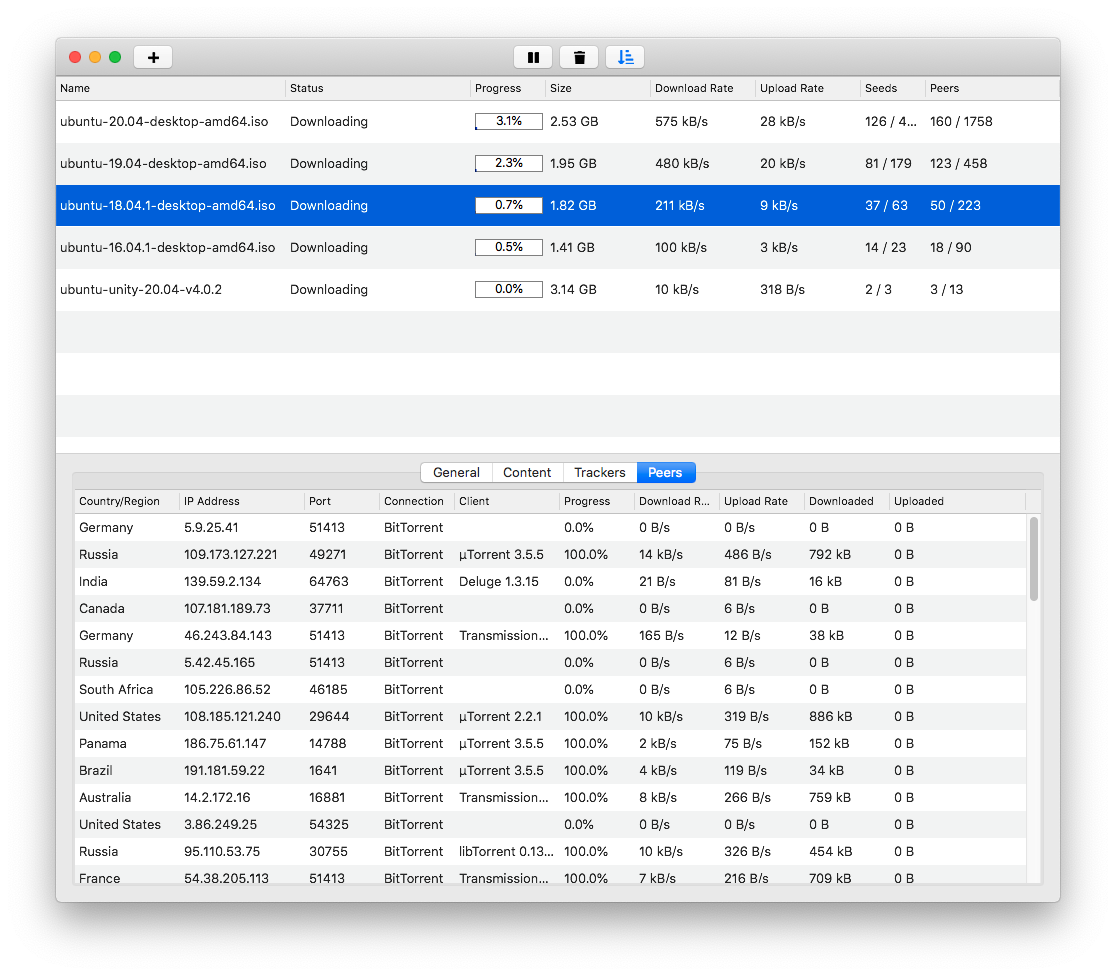 Name Status Progress Size Download Rate Upload Rate Seeds Peers
ubuntu-20.04-desktop-amd64.iso Downloading 3.1% 2.53 GB 575 kB/s 28 kB/s 126 / 4... 160 / 1758
ubuntu-19.04-desktop-amd64.iso Downloading 2.3% 1.95 GB 480 kB/s 20 kB/s 81 / 179 123 / 458
ubuntu-18.04.1-desktop-amd64.iso Downloading 0.7% 1.82 GB 211 kB/s 9 kB/s 37 / 63 50 / 223
ubuntu-16.04.1-desktop-amd64.iso Downloading 0.5% 1.41 GB 100 kB/s 3 kB/s 14 / 23 18 / 90
ubuntu-unity-20.04-v4.0.2 Downloading 0.0% 3.14 GB 10 kB/s 318 B/s 2 / 3 3 / 13
General Content Trackers Peers
Country/Region IP Address Port Connection Client Progress Download R... Upload Rate Downloaded Uploaded
Germany 5.9.25.41 51413 BitTorrent 0.0% 0 B/s 0 B/s 0 B 0 B
Russia 109.173.127.221 49271 BitTorrent µTorrent 3.5.5 100.0% 14 kB/s 486 B/s 792 kB 0 B
India 139.59.2.134 64763 BitTorrent Deluge 1.3.15 0.0% 21 B/s 81 B/s 16 kB 0 B
Canada 107.181.189.73 37711 BitTorrent 0.0% 0 B/s 6 B/s 0 B 0 B
Germany 46.243.84.143 51413 BitTorrent Transmission... 100.0% 165 B/s 12 B/s 38 kB 0 B
Russia 5.42.45.165 51413 BitTorrent 0.0% 0 B/s 6 B/s 0 B 0 B
South Africa 105.226.86.52 46185 BitTorrent 0.0% 0 B/s 6 B/s 0 B 0 B
United States 108.185.121.240 29644 BitTorrent µTorrent 2.2.1 100.0% 10 kB/s 319 B/s 886 kB 0 B
Panama 186.75.61.147 14788 BitTorrent µTorrent 3.5.5 100.0% 2 kB/s 75 B/s 152 kB 0 B
Brazil 191.181.59.22 1641 BitTorrent µTorrent 3.5.5 100.0% 4 kB/s 119 B/s 34 kB 0 B
Australia 14.2.172.16 16881 BitTorrent Transmission... 100.0% 8 kB/s 266 B/s 759 kB 0 B
United States 3.86.249.25 54325 BitTorrent 0.0% 0 B/s 0 B/s 0 B 0 B
Russia 95.110.53.75 30755 BitTorrent libTorrent 0.13... 100.0% 10 kB/s 326 B/s 454 kB 0 B
France 54.38.205.113 51413 BitTorrent Transmission... 100.0% 7 kB/s 216 B/s 709 kB 0 B